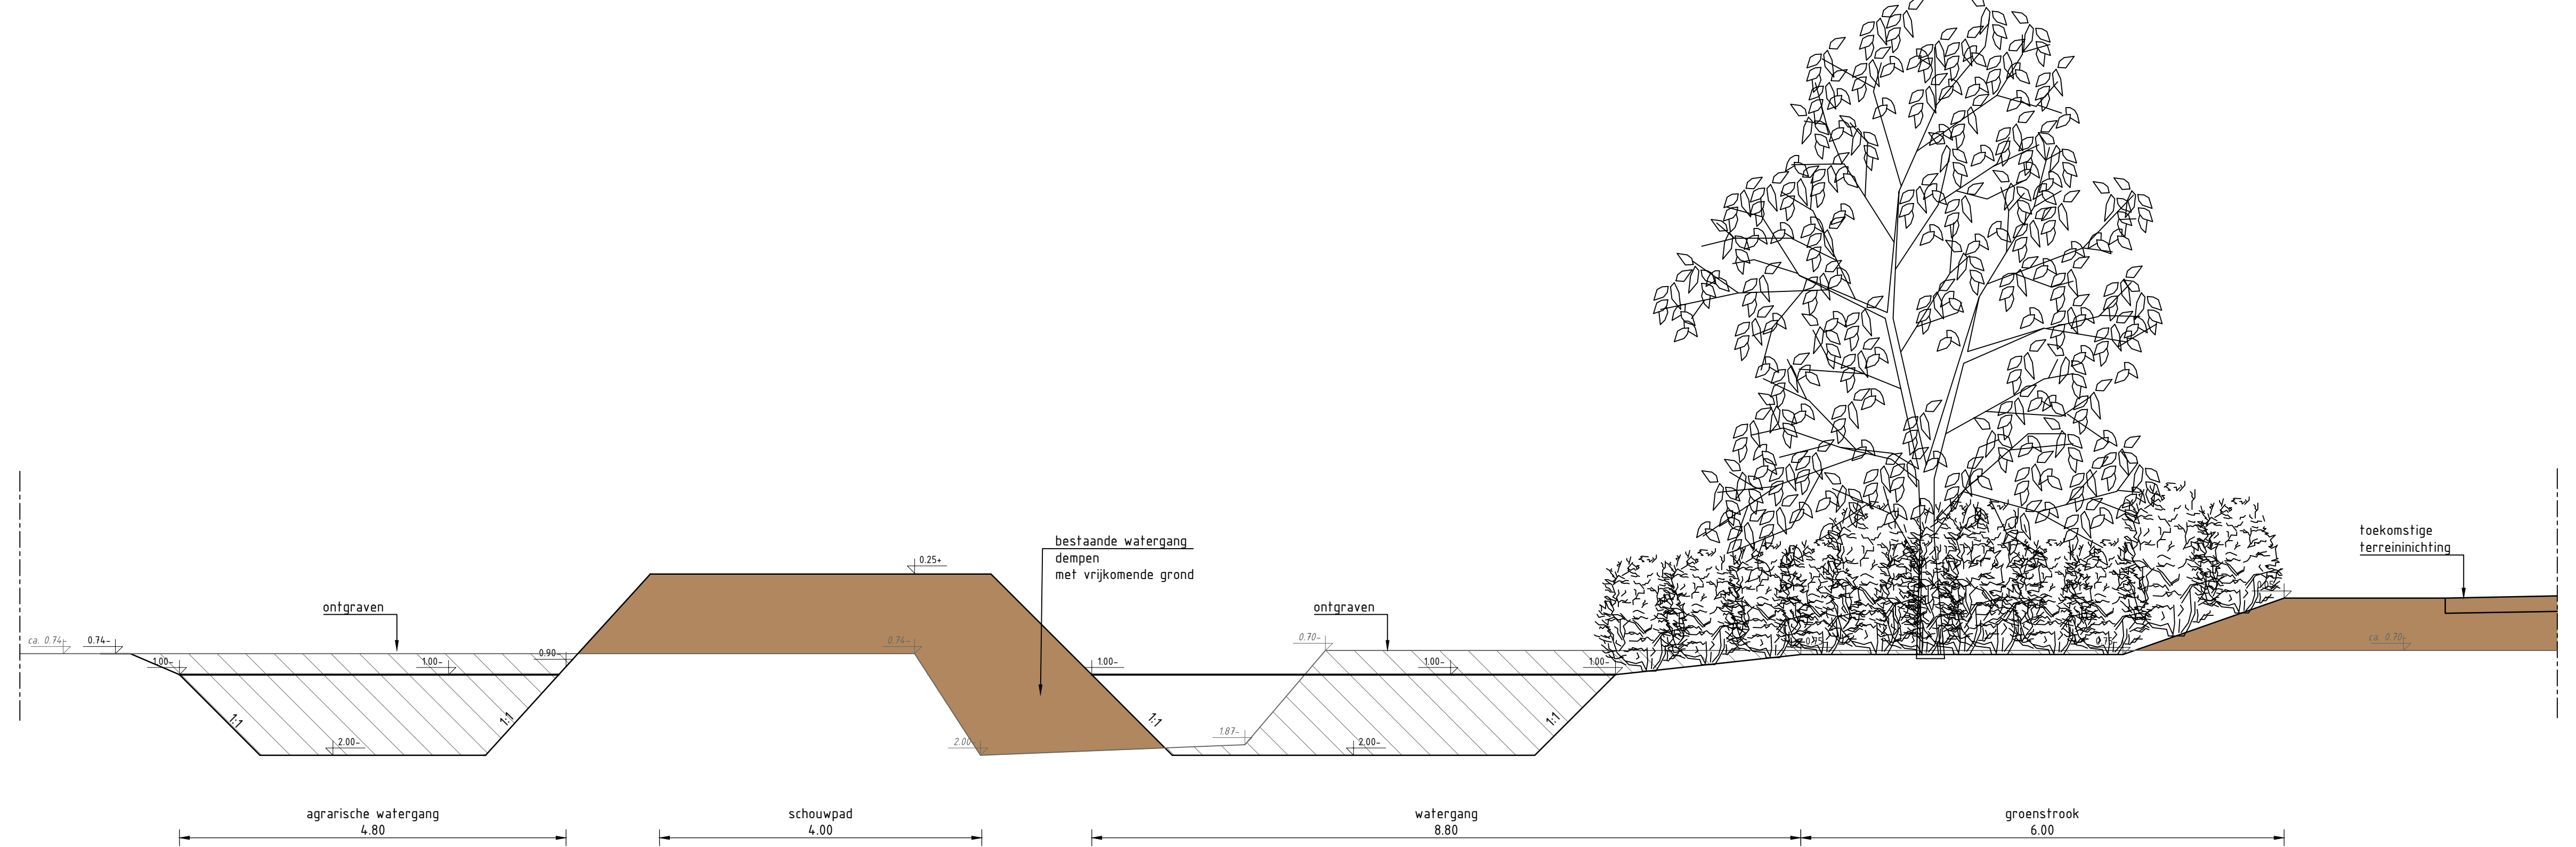 toekomstige
terreininichting
bestaande watergang
dempen
met vrijkomende grond
0.25+
ontgraven
ontgraven
ca. 0.74-
0.74-
0.74-
0.70-
ca. 0.70-
1.00-
1.00-
0.90-
1.00-
1.00-
1.00-
1:1
1:1
1:1
1:1
2.00-
2.00-
1.87-
2.00-
agrarische watergang
4.80
schouwpad
4.00
watergang
8.80
groenstrook
6.00